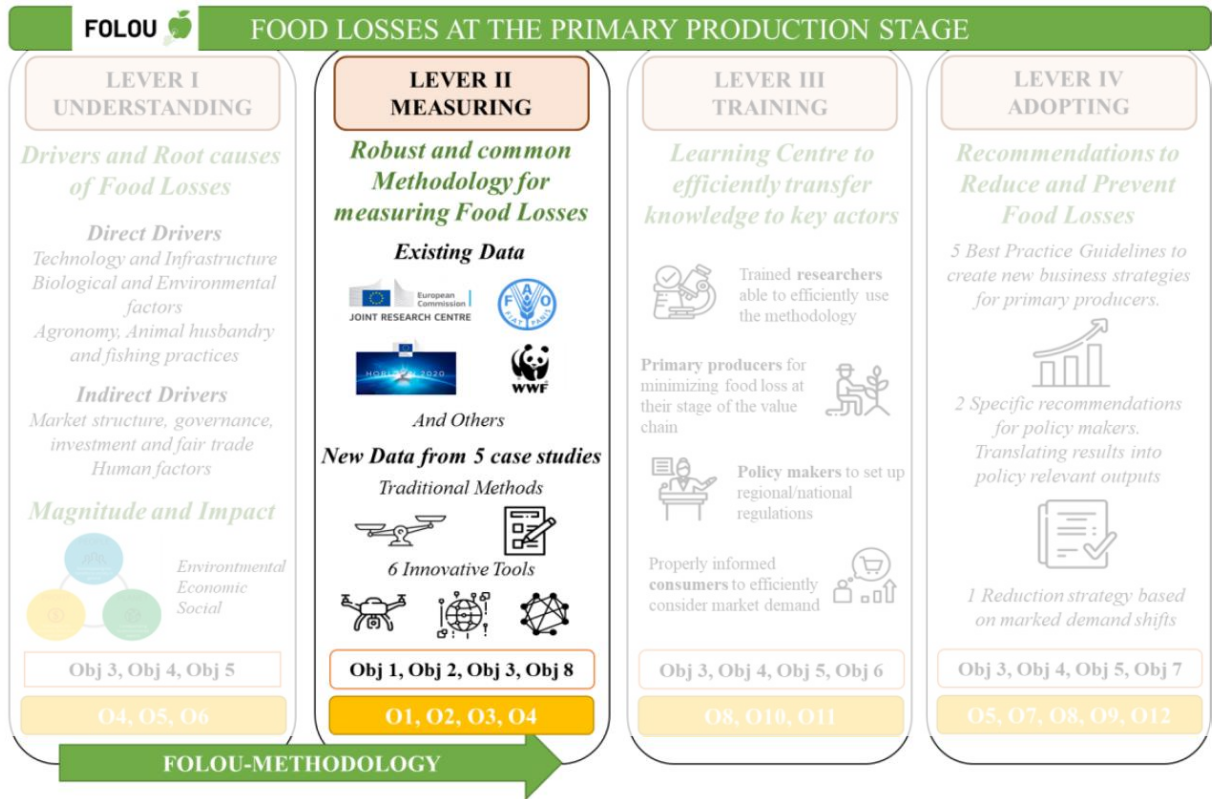 FOLOU
FOOD LOSSES AT THE PRIMARY PRODUCTION STAGE
LEVER I
UNDERSTANDING
Drivers and Root causes
of Food Losses
Direct Drivers
Technology and Infrastructure
Biological and Environmental
factors
Agronomy, Animal husbandry
and fishing practices
Indirect Drivers
Market structure, governance,
investment and fair trade
Human factors
Magnitude and Impact
Environtmental
Economic
Social
Obj 3, Obj 4, Obj 5
O4, O5, O6
LEVER II
MEASURING
Robust and common
Methodology for
measuring Food Losses
Existing Data
European
Commission
JOINT RESEARCH CENTRE
F A O
FIAT PANIS
HORIZON 2020
WWF
And Others
New Data from 5 case studies
Traditional Methods
6 Innovative Tools
Obj 1, Obj 2, Obj 3, Obj 8
O1, O2, O3, O4
LEVER III
TRAINING
Learning Centre to
efficiently transfer
knowledge to key actors
Trained researchers
able to efficiently use
the methodology
Primary producers for
minimizing food loss at
their stage of the value
chain
Policy makers to set up
regional/national
regulations
Properly informed
consumers to efficiently
consider market demand
Obj 3, Obj 4, Obj 5, Obj 6
O8, O10, O11
LEVER IV
ADOPTING
Recommendations to
Reduce and Prevent
Food Losses
5 Best Practice Guidelines to
create new business strategies
for primary producers.
2 Specific recommendations
for policy makers.
Translating results into
policy relevant outputs
1 Reduction strategy based
on marked demand shifts
Obj 3, Obj 4, Obj 5, Obj 7
O5, O7, O8, O9, O12
FOLOU-METHODOLOGY